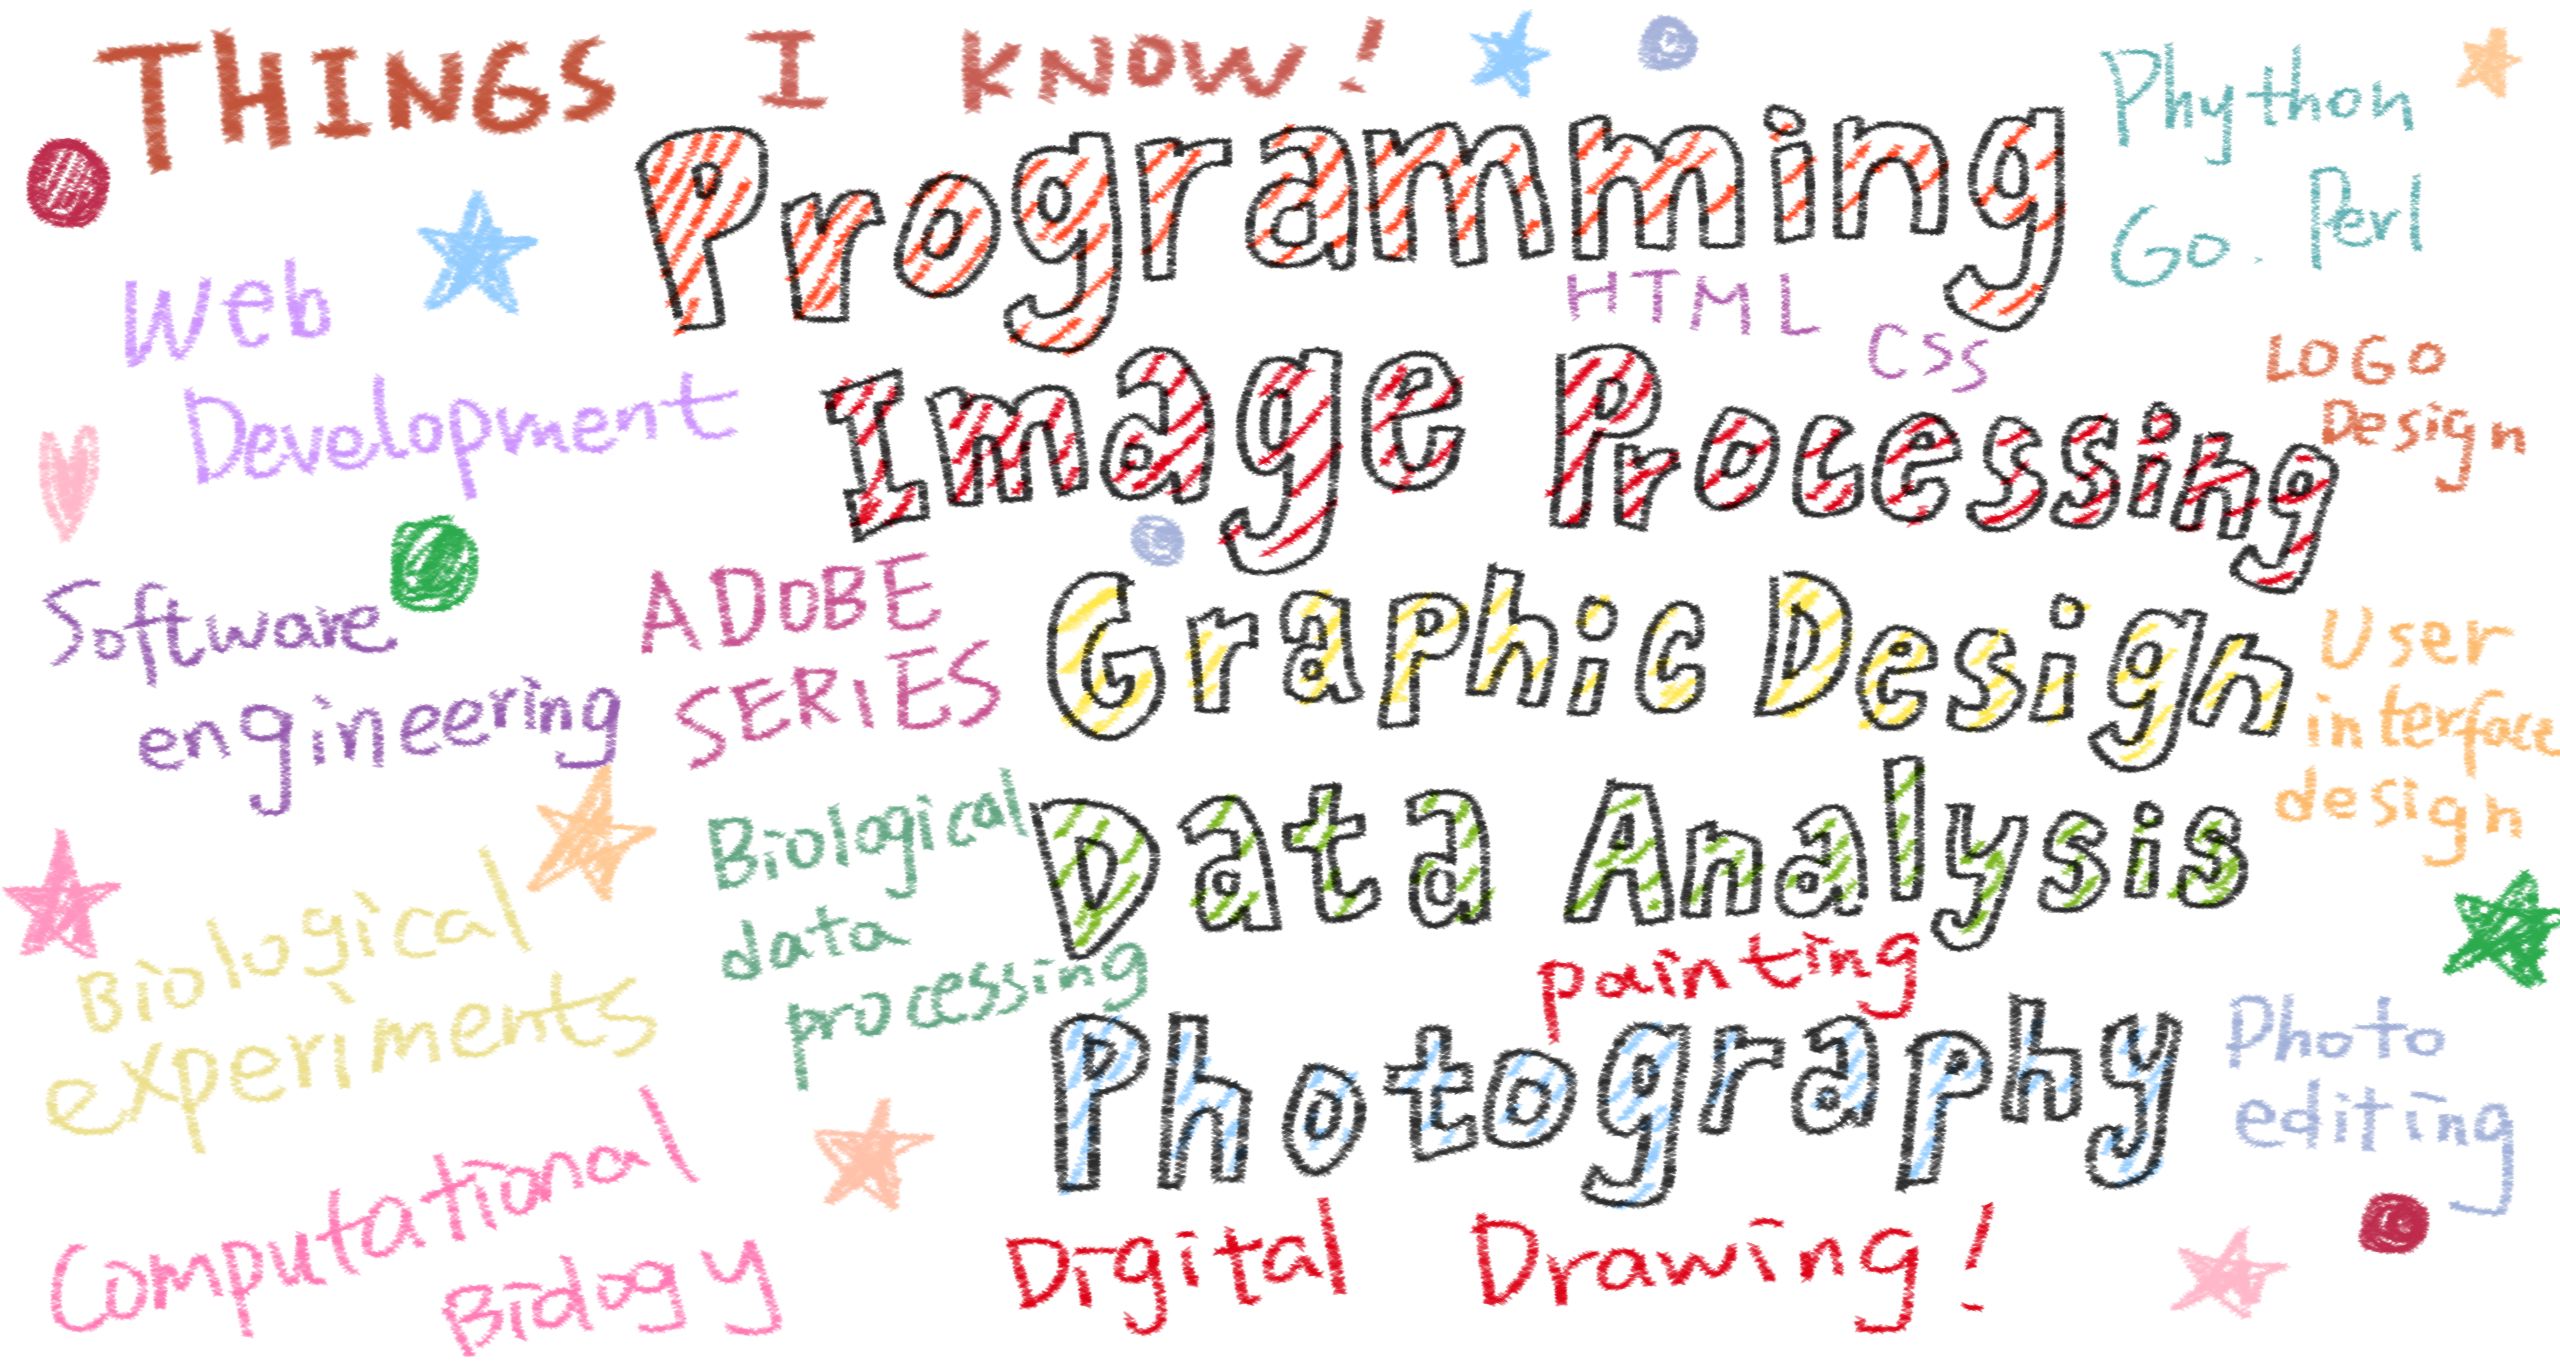 THINGS I KNOW!
Programming
Phython
Go. Perl
Web
Development
HTML CSS
Image Processing
LOGO
Design
Software
engineering
ADOBE
SERIES
Graphic Design
User
interface
design
Biological
data
processing
Data Analysis
Biological
experiments
painting
Photography
Photo
editing
Computational
Biology
Digital Drawing!